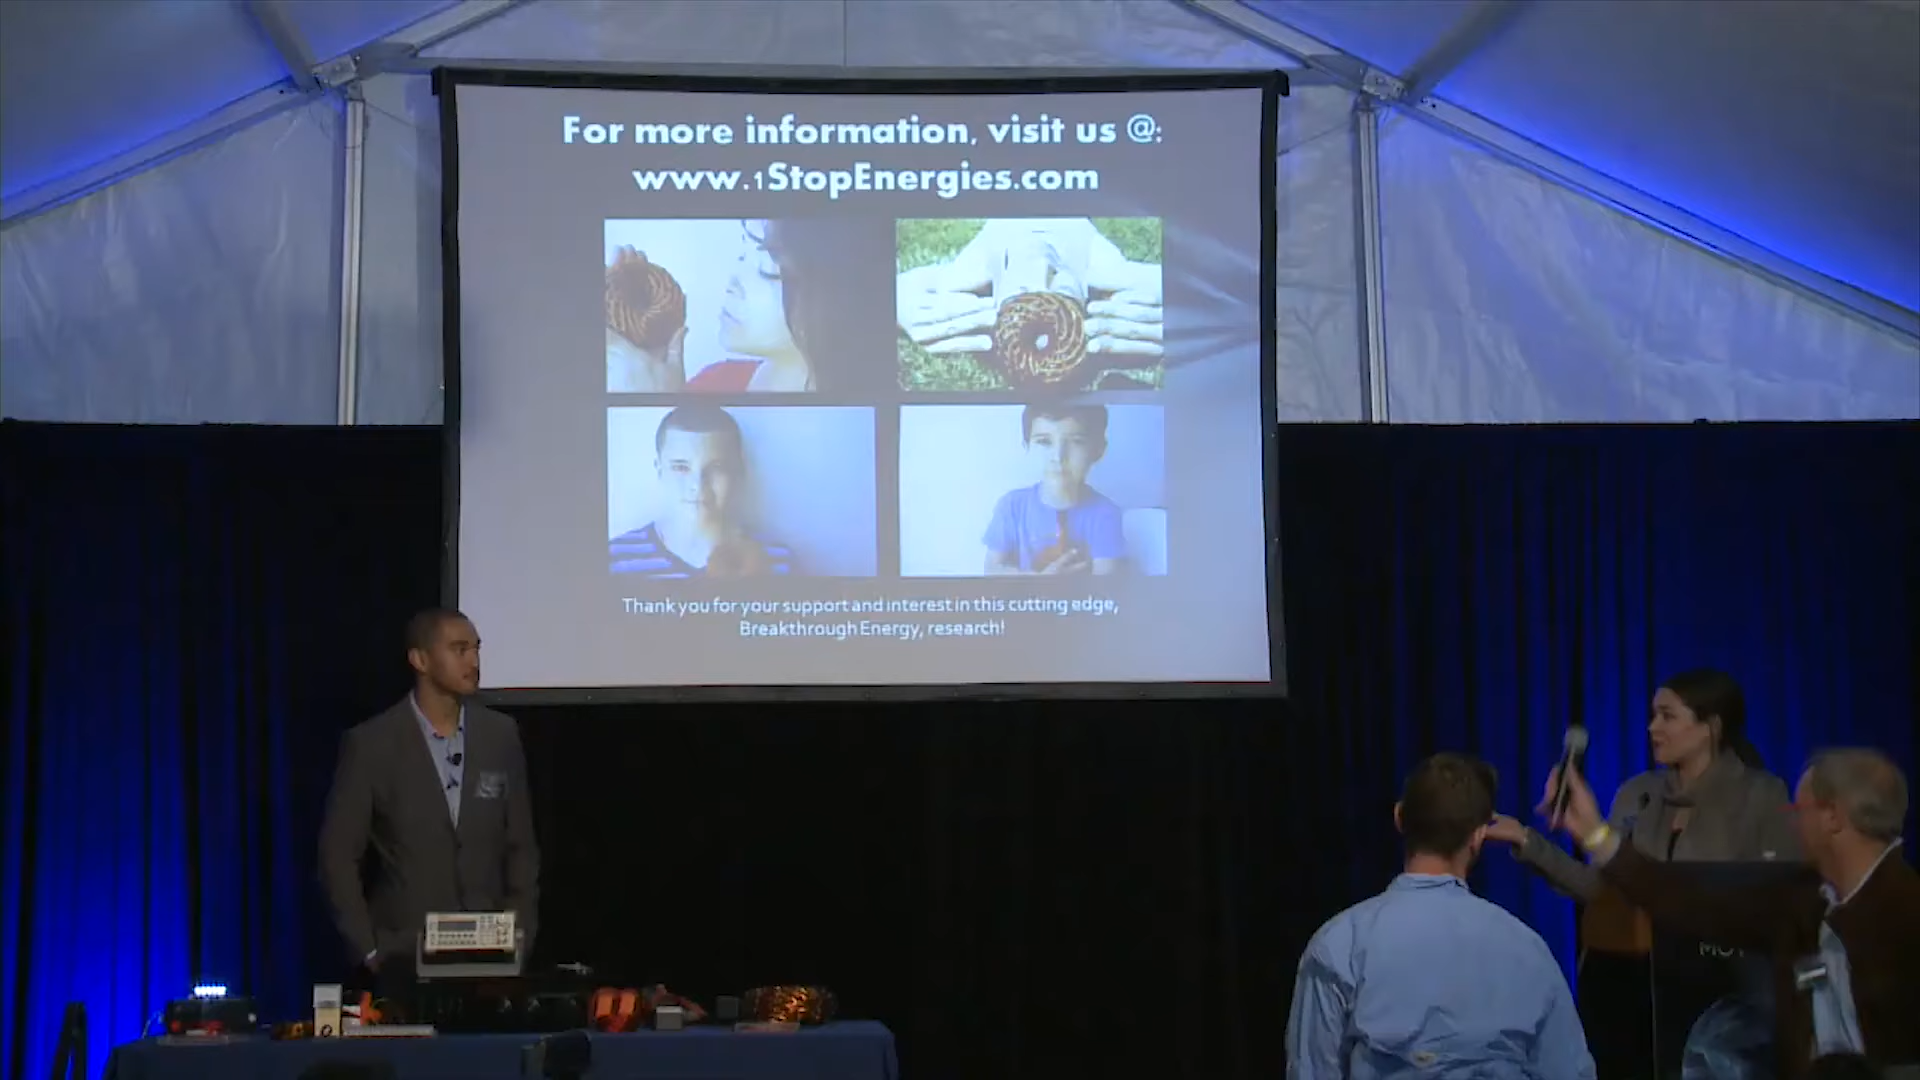 For more information, visit us @:
www.1StopEnergies.com
Thank you for your support and interest in this cutting edge,
Breakthrough Energy, research!